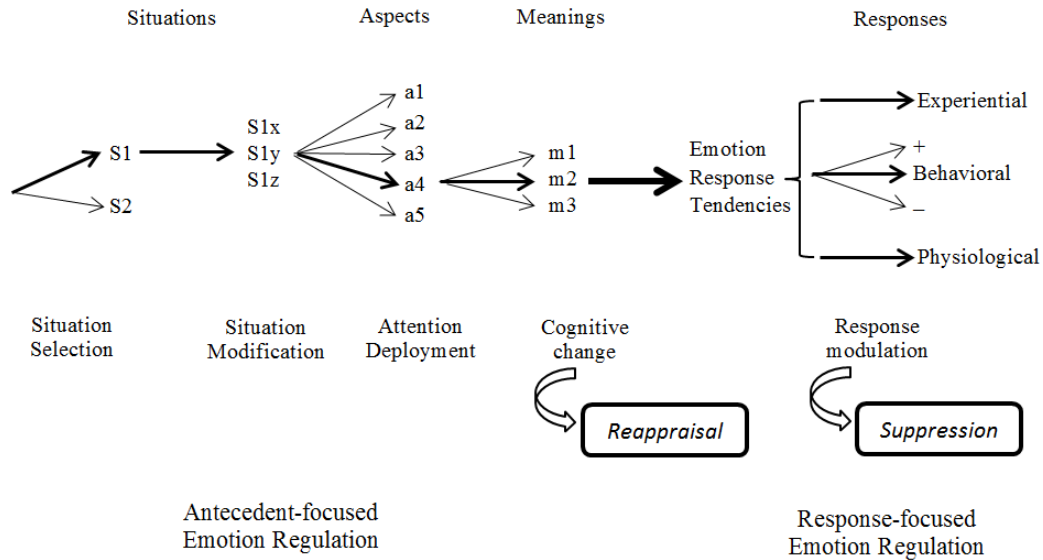 Situations
Aspects
Meanings
Responses
S1
S2
S1x
S1y
S1z
a1
a2
a3
a4
a5
m1
m2
m3
Emotion
Response
Tendencies
Experiential
+
Behavioral
_
Physiological
Situation
Selection
Situation
Modification
Attention
Deployment
Cognitive
change
Response
modulation
Reappraisal
Suppression
Antecedent-focused
Emotion Regulation
Response-focused
Emotion Regulation